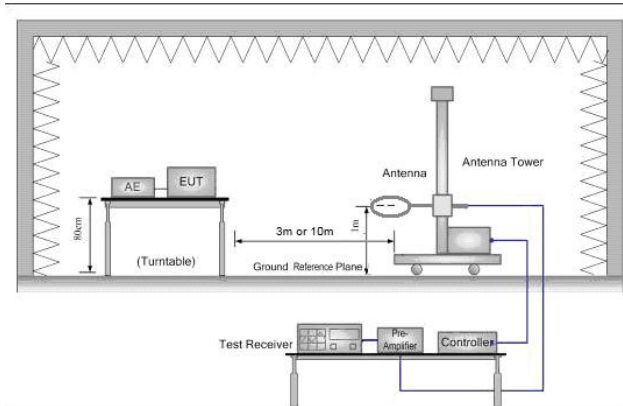 Antenna
Antenna Tower
AE
EUT
80cm
(Turntable)
3m or 10m
1m
Ground Reference Plane
Test Receiver
Pre-
Amplifier
Controller